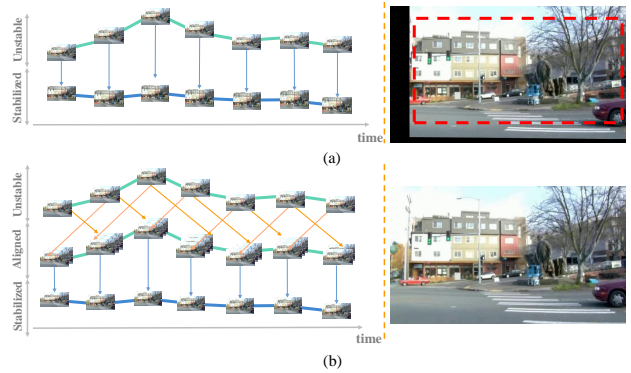 Unstable
Stabilized
time
(a)
Unstable
Aligned
Stabilized
time
(b)